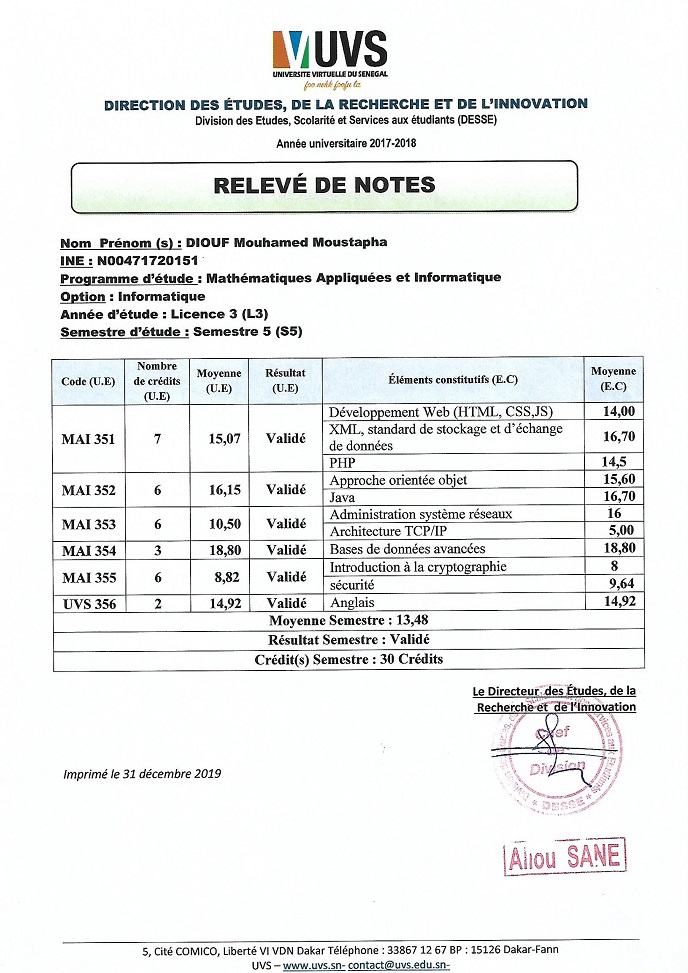 UVS
UNIVERSITE VIRTUELLE DU SENEGAL
foo nekk foofu la
DIRECTION DES ÉTUDES, DE LA RECHERCHE ET DE L'INNOVATION
Division des Etudes, Scolarité et Services aux étudiants (DESSE)
Année universitaire 2017-2018
RELEVÉ DE NOTES
Nom Prénom (s) : DIOUF Mouhamed Moustapha
INE : N00471720151
Programme d'étude : Mathématiques Appliquées et Informatique
Option : Informatique
Année d'étude : Licence 3 (L3)
Semestre d'étude : Semestre 5 (S5)
Code (U.E) Nombre de crédits (U.E) Moyenne (U.E) Résultat (U.E) Éléments constitutifs (E.C) Moyenne (E.C)
MAI 351 7 15,07 Validé Développement Web (HTML, CSS,JS) 14,00
XML, standard de stockage et d'échange de données 16,70
PHP 14,5
MAI 352 6 16,15 Validé Approche orientée objet 15,60
Java 16,70
MAI 353 6 10,50 Validé Administration système réseaux 16
Architecture TCP/IP 5,00
MAI 354 3 18,80 Validé Bases de données avancées 18,80
MAI 355 6 8,82 Validé Introduction à la cryptographie 8
sécurité 9,64
UVS 356 2 14,92 Validé Anglais 14,92
Moyenne Semestre : 13,48
Résultat Semestre : Validé
Crédit(s) Semestre : 30 Crédits
Le Directeur des Études, de la
Recherche et de l'Innovation
Chef
Division
DESSE
Imprimé le 31 décembre 2019
Aliou SANE
5, Cité COMICO, Liberté VI VDN Dakar Téléphone : 33867 12 67 BP : 15126 Dakar-Fann
UVS – www.uvs.sn- contact@uvs.edu.sn-